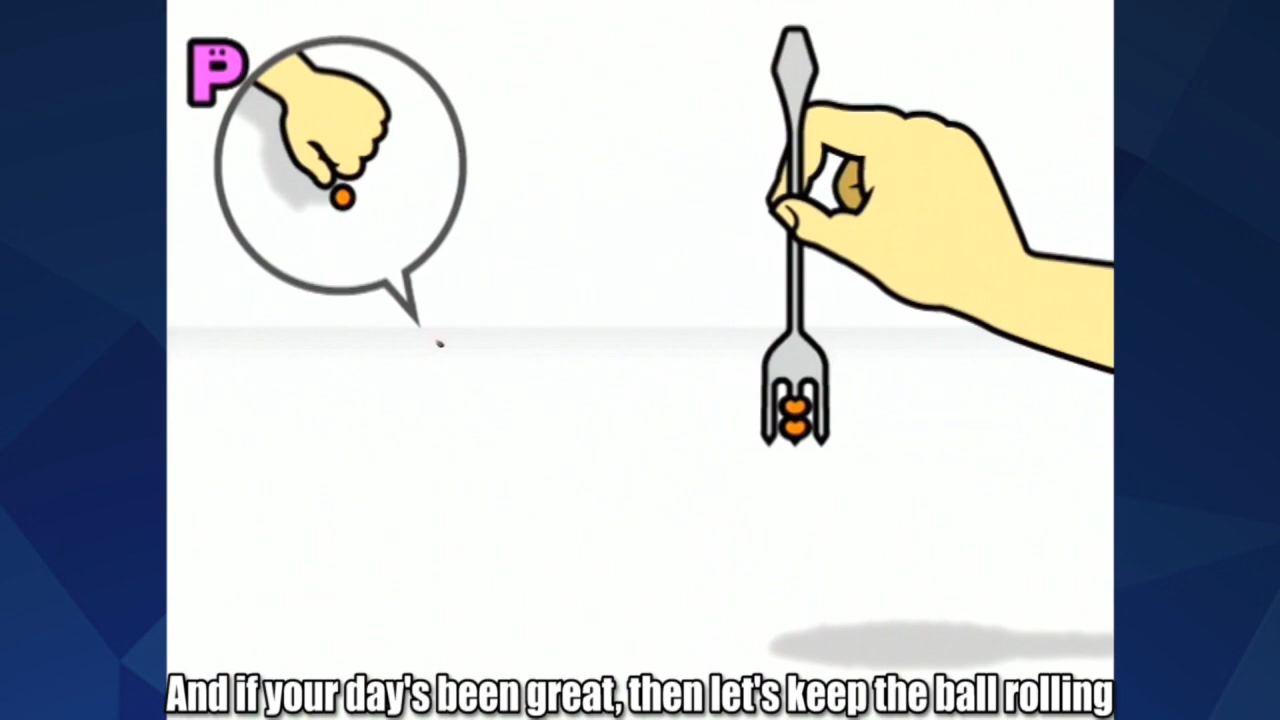 P
And if your day's been great, then let's keep the ball rolling